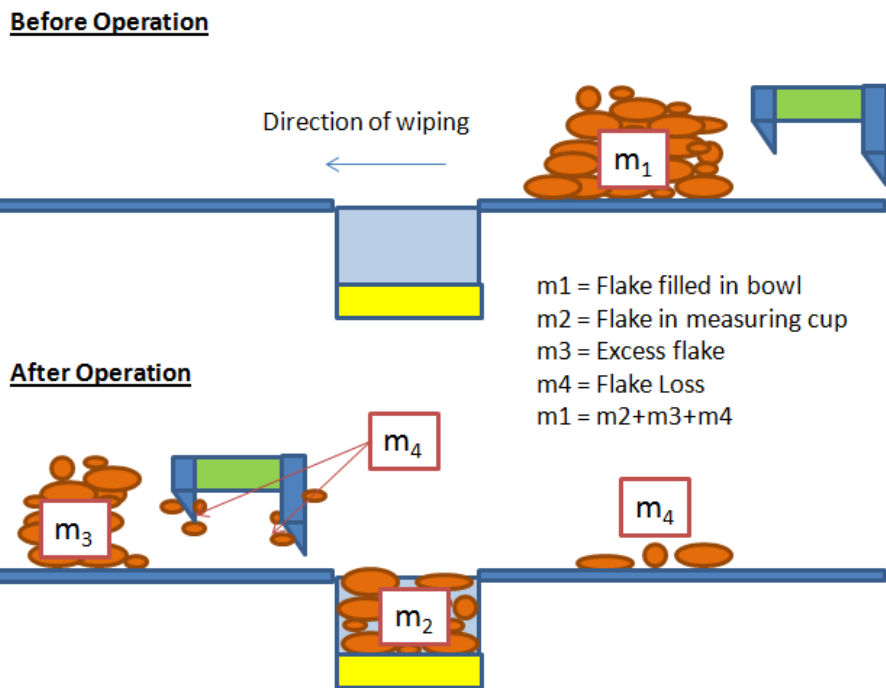 Before Operation
Direction of wiping
m₁
m1 = Flake filled in bowl
m2 = Flake in measuring cup
m3 = Excess flake
m4 = Flake Loss
m1 = m2+m3+m4
After Operation
m₄
m₃
m₄
m₂